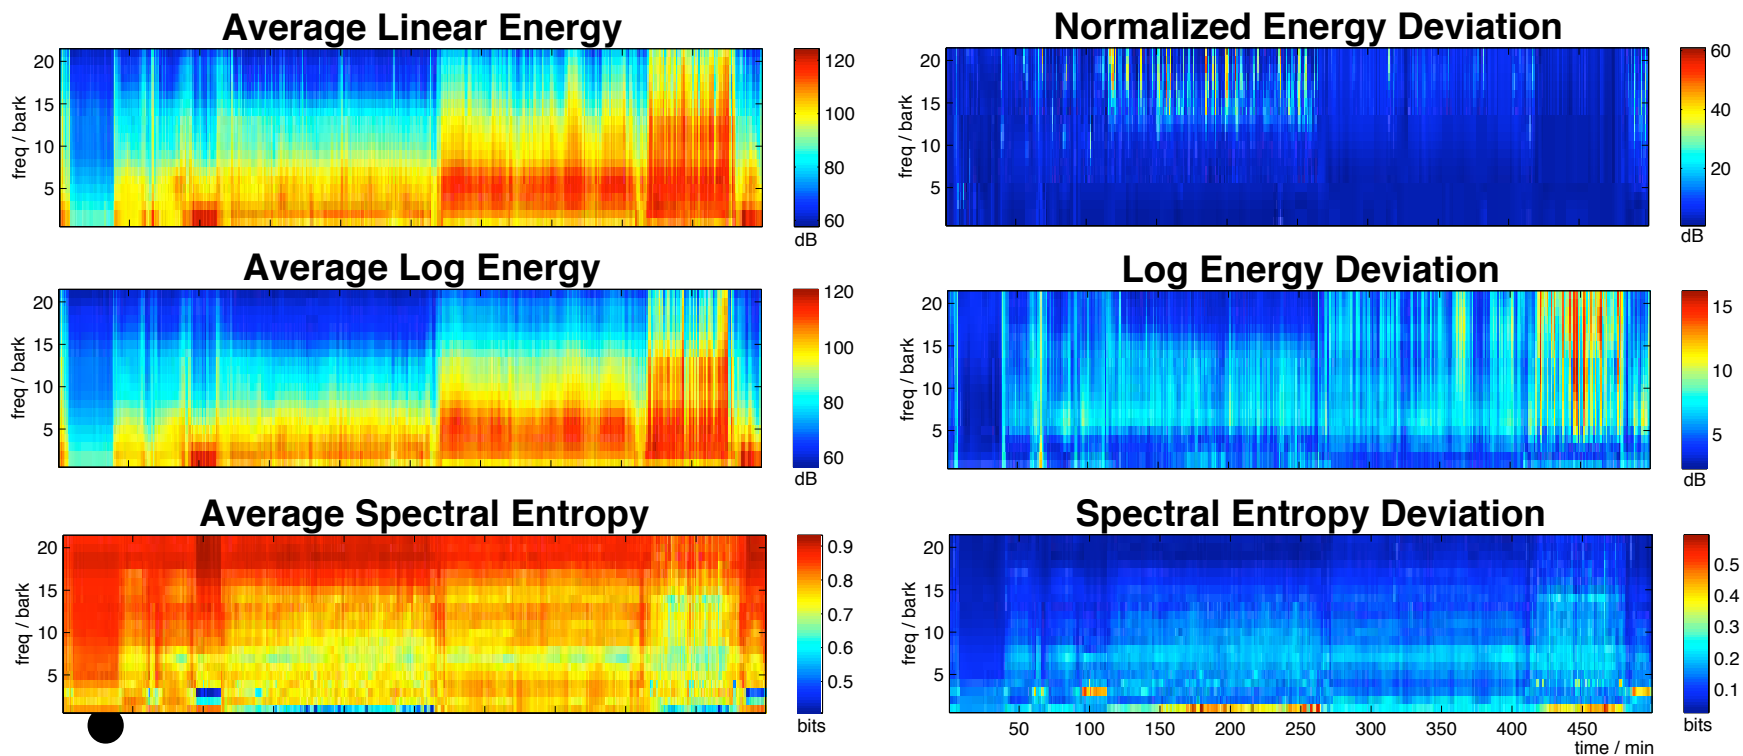 Average Linear Energy
freq / bark
20
15
10
5
120
100
80
60
dB
Normalized Energy Deviation
freq / bark
20
15
10
5
60
40
20
dB
Average Log Energy
freq / bark
20
15
10
5
120
100
80
60
dB
Log Energy Deviation
freq / bark
20
15
10
5
15
10
5
dB
Average Spectral Entropy
freq / bark
20
15
10
5
0.9
0.8
0.7
0.6
0.5
bits
Spectral Entropy Deviation
freq / bark
20
15
10
5
50 100 150 200 250 300 350 400 450
time / min
0.5
0.4
0.3
0.2
0.1
bits